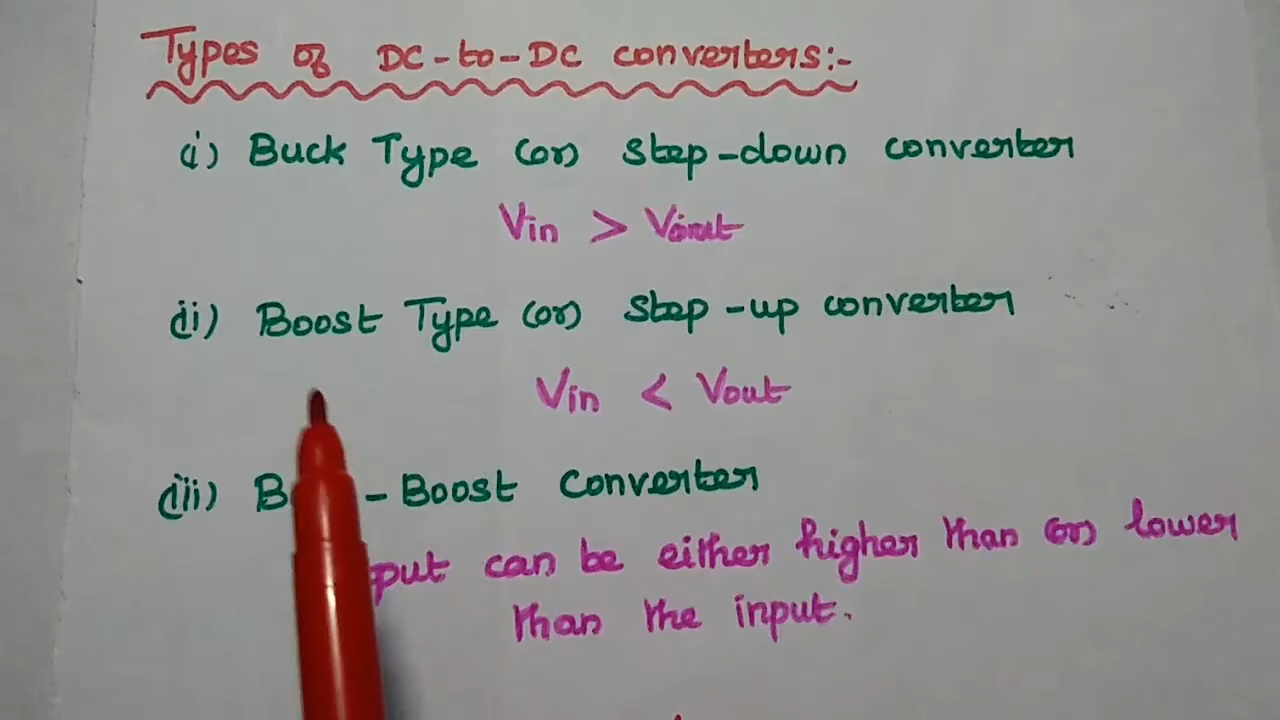 Types of DC-to-DC converters:-
(i) Buck Type (or) step-down converter
Vin > Vout
(ii) Boost Type (or) step-up converter
Vin < Vout
(iii) B - Boost Converter
put can be either higher than (or) lower
than the input.